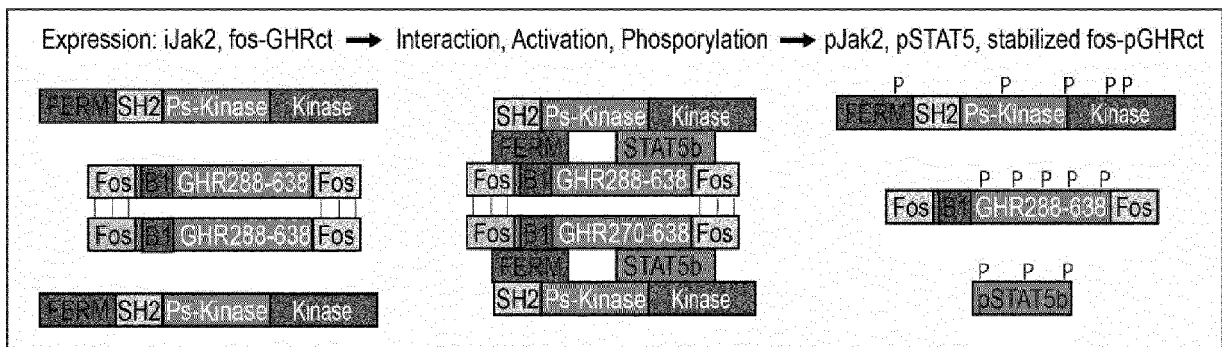 Expression: iJak2, fos-GHRct → Interaction, Activation, Phosporylation → pJak2, pSTAT5, stabilized fos-pGHRct
FERM SH2 Ps-Kinase Kinase
Fos B1 GHR288-638 Fos
Fos B1 GHR288-638 Fos
FERM SH2 Ps-Kinase Kinase
SH2 Ps-Kinase Kinase
FERM STAT5b
Fos B1 GHR288-638 Fos
Fos B1 GHR270-638 Fos
FERM STAT5b
SH2 Ps-Kinase Kinase
P P P P P
FERM SH2 Ps-Kinase Kinase
P P P P P
Fos B1 GHR288-638 Fos
P P P
pSTAT5b